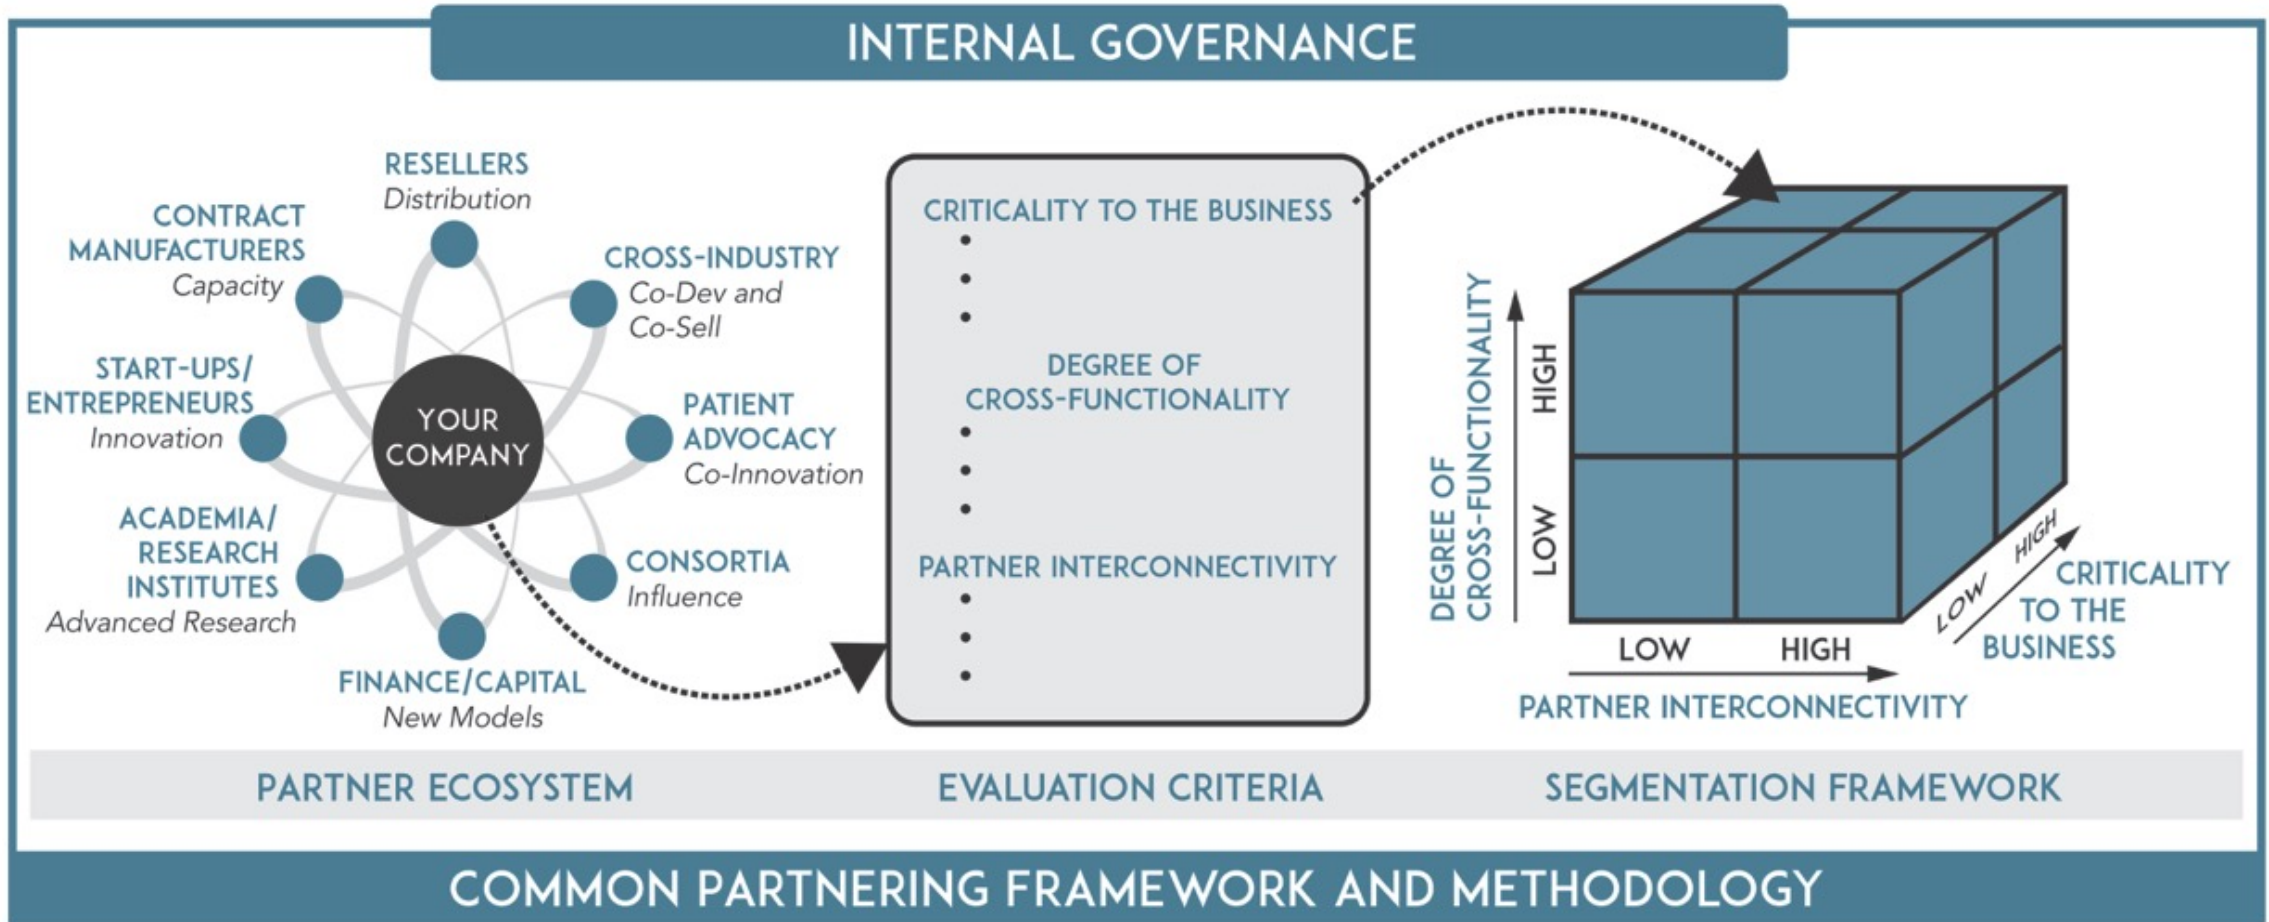 INTERNAL GOVERNANCE
RESELLERS
Distribution
CONTRACT
MANUFACTURERS
Capacity
CROSS-INDUSTRY
Co-Dev and
Co-Sell
START-UPS/
ENTREPRENEURS
Innovation
YOUR
COMPANY
PATIENT
ADVOCACY
Co-Innovation
ACADEMIA/
RESEARCH
INSTITUTES
Advanced Research
CONSORTIA
Influence
FINANCE/CAPITAL
New Models
CRITICALITY TO THE BUSINESS
•
•
•
DEGREE OF
CROSS-FUNCTIONALITY
•
•
•
PARTNER INTERCONNECTIVITY
•
•
•
DEGREE OF
CROSS-FUNCTIONALITY
HIGH
LOW
LOW HIGH
PARTNER INTERCONNECTIVITY
LOW HIGH
CRITICALITY
TO THE
BUSINESS
PARTNER ECOSYSTEM
EVALUATION CRITERIA
SEGMENTATION FRAMEWORK
COMMON PARTNERING FRAMEWORK AND METHODOLOGY